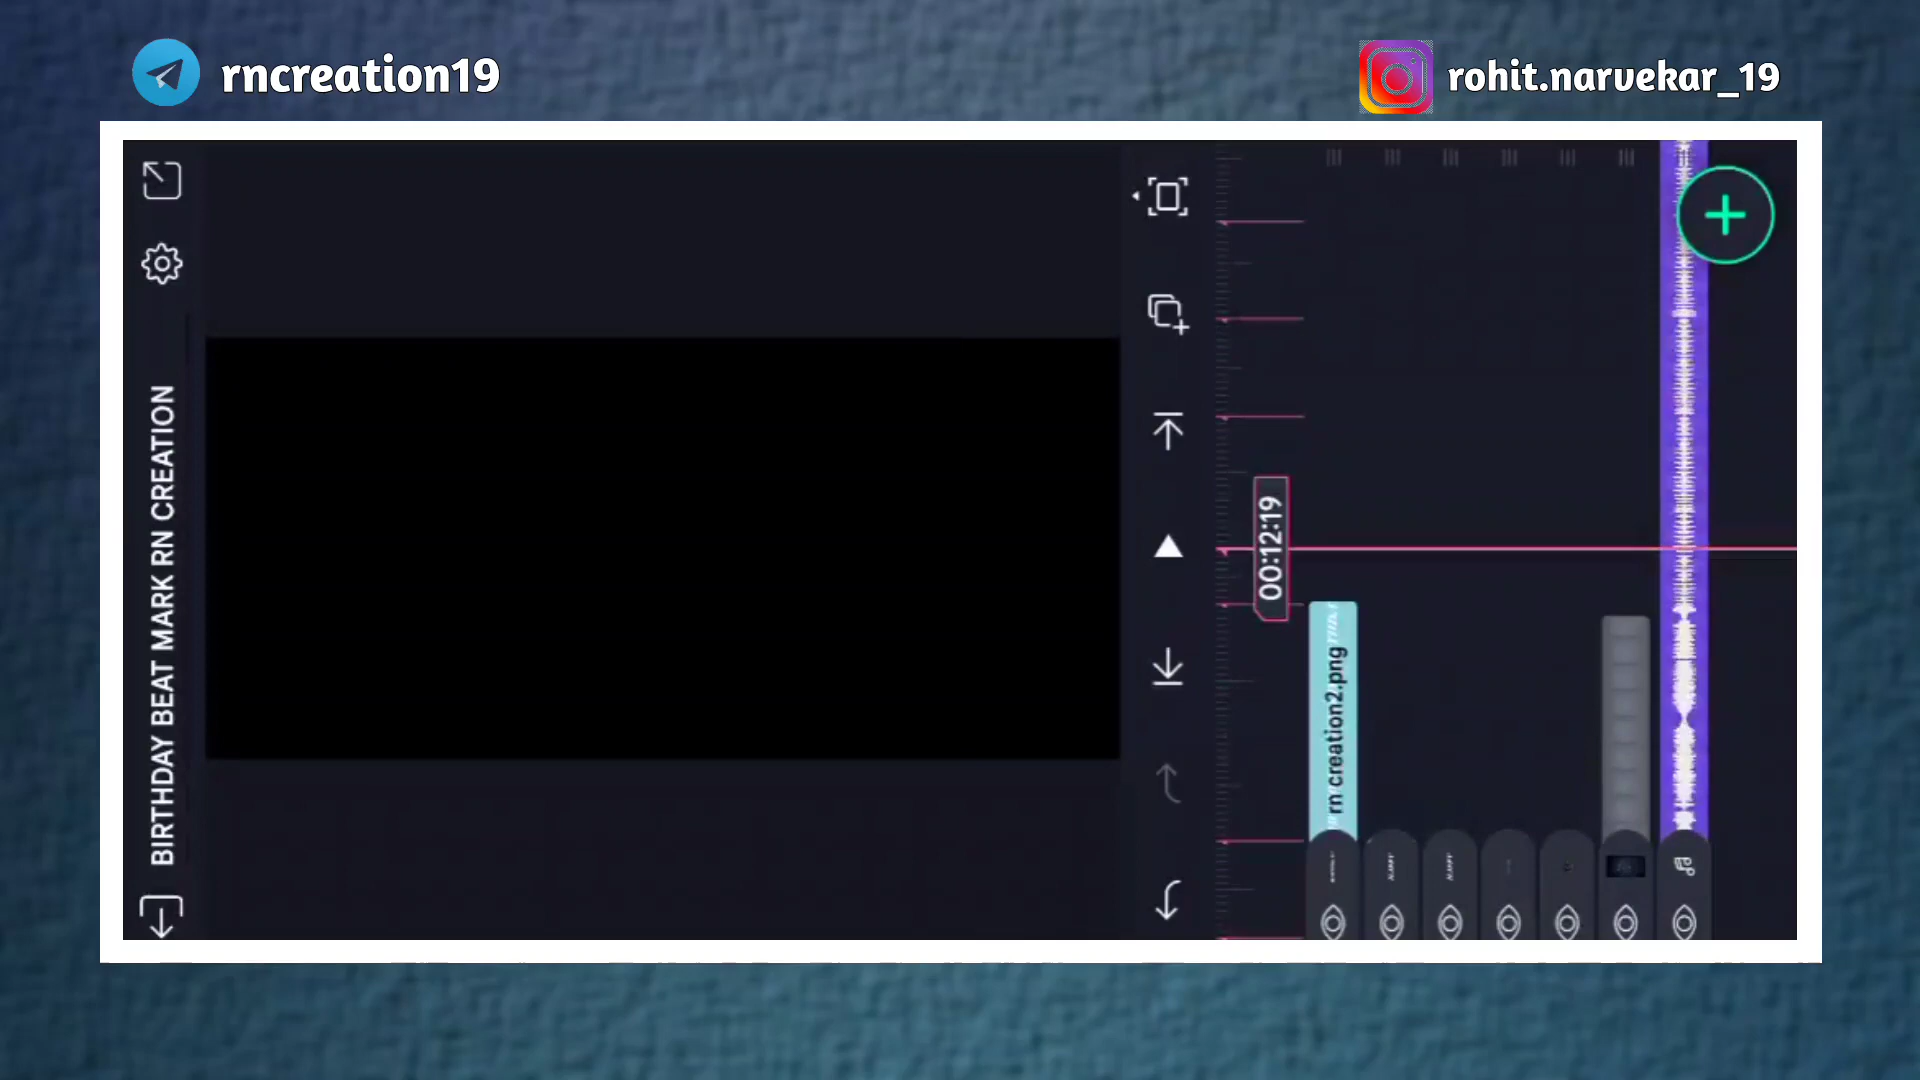 rncreation19
rohit.narvekar_19
BIRTHDAY BEAT MARK RN CREATION
00:12:19
rn creation2.png